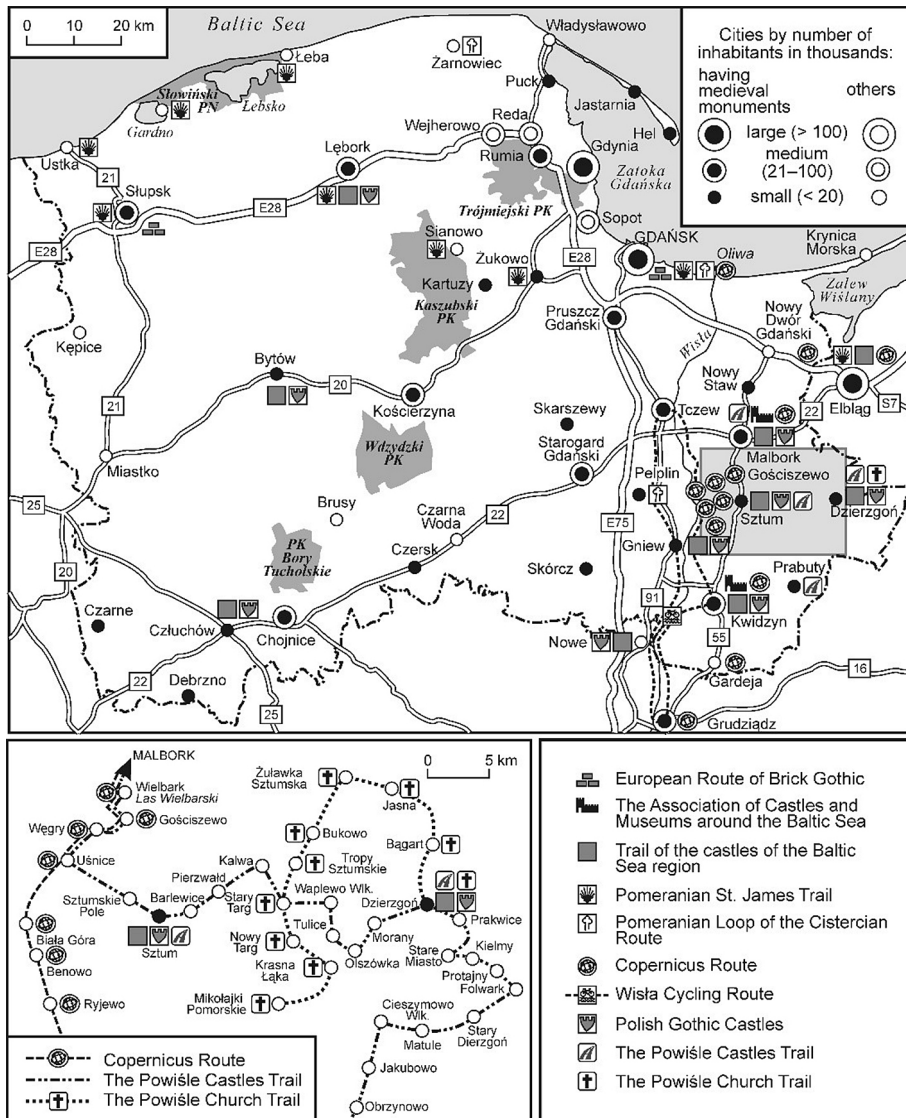 0 10 20 km
Baltic Sea
Łeba
Żarnowiec
Władysławowo
Słowiński
PN
Łebsko
Gardno
Puck
Jastarnia
Hel
Wejherowo
Reda
Rumia
Gdynia
Zatoka
Gdańska
Ustka
21
Słupsk
Lębork
E28
E28
Trójmiejski PK
Sopot
Sianowo
Żukowo
Kartuzy
Kaszubski
PK
E28
GDAŃSK
Oliwa
Krynica
Morska
Zalew
Wiślany
Pruszcz
Gdański
Wisła
Nowy
Dwór
Gdański
Kępice
Bytów
20
Kościerzyna
21
Nowy
Staw
22
Elbląg
S7
Skarszewy
Tczew
Starogard
Gdański
Malbork
Wdzydzki
PK
Miastko
25
Brusy
Czarna
Woda
22
Pelplin
Gościszewo
Sztum
Dzierzgoń
PK
Bory
Tucholskie
Czersk
E75
Gniew
Skórcz
Prabuty
20
Czarne
Człuchów
Chojnice
91
Kwidzyn
Nowe
55
Gardeja
16
22
Debrzno
25
Grudziądz
Cities by number of
inhabitants in thousands:
having
medieval
monuments
others
large (> 100)
medium
(21–100)
small (< 20)
MALBORK
0 5 km
Wielbark
Las Wielbarski
Węgry
Gościszewo
Żuławka
Sztumska
Jasna
Bukowo
Bągart
Uśnice
Kalwa
Tropy
Sztumskie
Pierzwałd
Sztumskie
Pole
Barlewice
Stary
Targ
Waplewo Wlk.
Dzierzgoń
Prakwice
Tulice
Morany
Sztum
Biała Góra
Nowy
Targ
Olszówka
Stare
Miasto
Kielmy
Benowo
Krasna
Łąka
Protajny
Folwark
Ryjewo
Mikołajki
Pomorskie
Cieszymowo
Wlk.
Matule
Stary
Dzierzgoń
Jakubowo
Obrzynowo
Copernicus Route
The Powiśle Castles Trail
The Powiśle Church Trail
European Route of Brick Gothic
The Association of Castles and
Museums around the Baltic Sea
Trail of the castles of the Baltic
Sea region
Pomeranian St. James Trail
Pomeranian Loop of the Cistercian
Route
Copernicus Route
Wisła Cycling Route
Polish Gothic Castles
The Powiśle Castles Trail
The Powiśle Church Trail